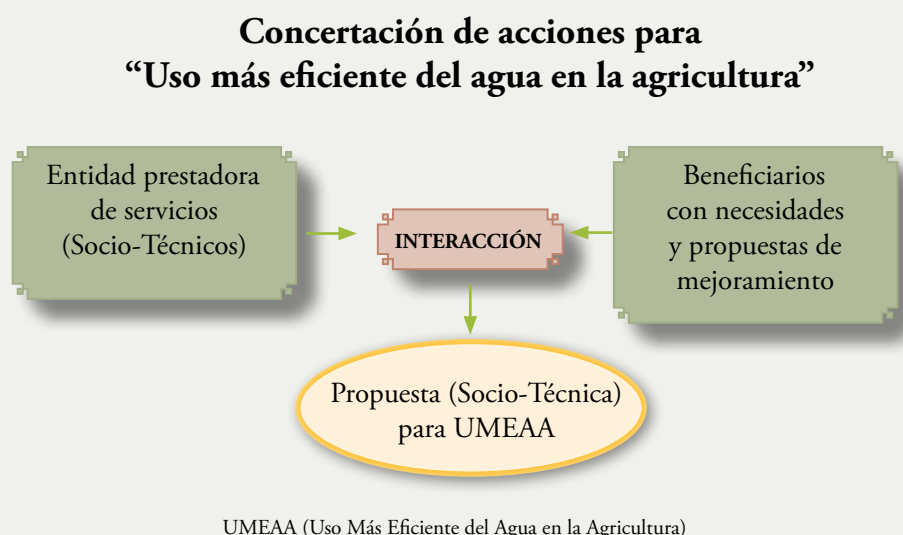 Concertación de acciones para
“Uso más eficiente del agua en la agricultura”
Entidad prestadora
de servicios
(Socio-Técnicos)
INTERACCIÓN
Beneficiarios
con necesidades
y propuestas de
mejoramiento
Propuesta (Socio-Técnica)
para UMEAA
UMEAA (Uso Más Eficiente del Agua en la Agricultura)